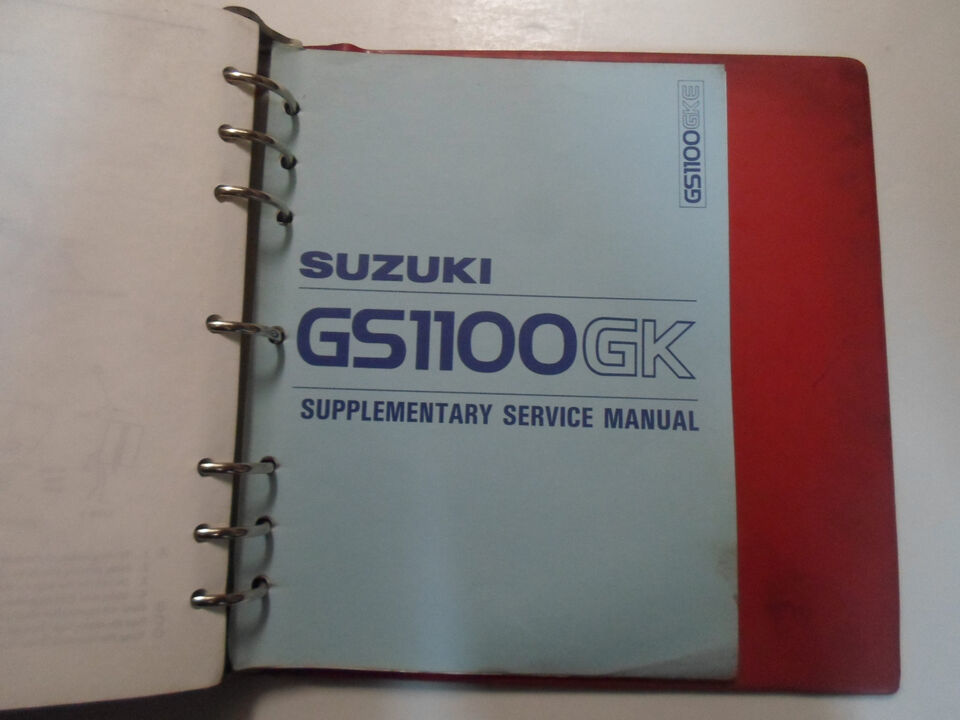 GS1100GKE
SUZUKI
GS1100GK
SUPPLEMENTARY SERVICE MANUAL